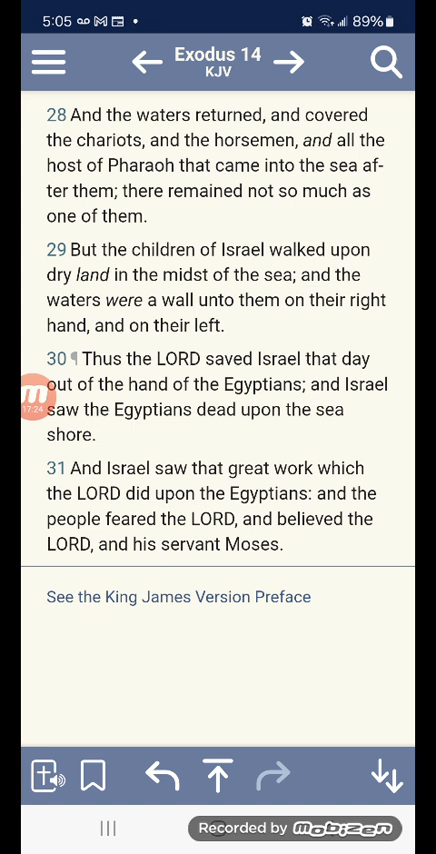 5:05
89%
Exodus 14
KJV
28 And the waters returned, and covered
the chariots, and the horsemen, and all the
host of Pharaoh that came into the sea af-
ter them; there remained not so much as
one of them.
29 But the children of Israel walked upon
dry land in the midst of the sea; and the
waters were a wall unto them on their right
hand, and on their left.
30 ¶ Thus the LORD saved Israel that day
out of the hand of the Egyptians; and Israel
saw the Egyptians dead upon the sea
shore.
m
17:24
31 And Israel saw that great work which
the LORD did upon the Egyptians: and the
people feared the LORD, and believed the
LORD, and his servant Moses.
See the King James Version Preface
Recorded by mobizen